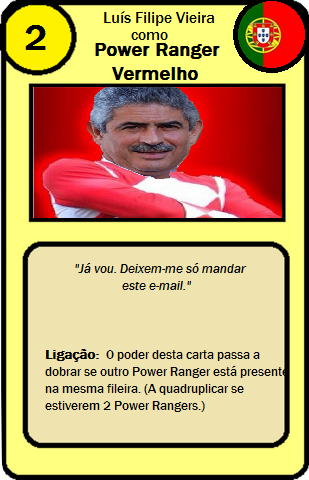 2
Luís Filipe Vieira
como
Power Ranger
Vermelho
"Já vou. Deixem-me só mandar
este e-mail."
Ligação: O poder desta carta passa a
dobrar se outro Power Ranger está presente
na mesma fileira. (A quadruplicar se
estiverem 2 Power Rangers.)